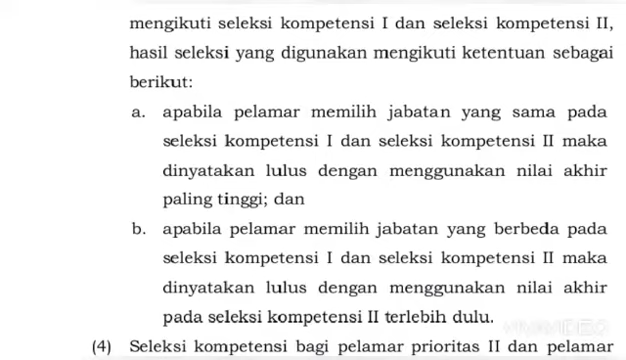 mengikuti seleksi kompetensi I dan seleksi kompetensi II,
hasil seleksi yang digunakan mengikuti ketentuan sebagai
berikut:
a. apabila pelamar memilih jabatan yang sama pada
seleksi kompetensi I dan seleksi kompetensi II maka
dinyatakan lulus dengan menggunakan nilai akhir
paling tinggi; dan
b. apabila pelamar memilih jabatan yang berbeda pada
seleksi kompetensi I dan seleksi kompetensi II maka
dinyatakan lulus dengan menggunakan nilai akhir
pada seleksi kompetensi II terlebih dulu.
VIVAVIDEO
(4) Seleksi kompetensi bagi pelamar prioritas II dan pelamar